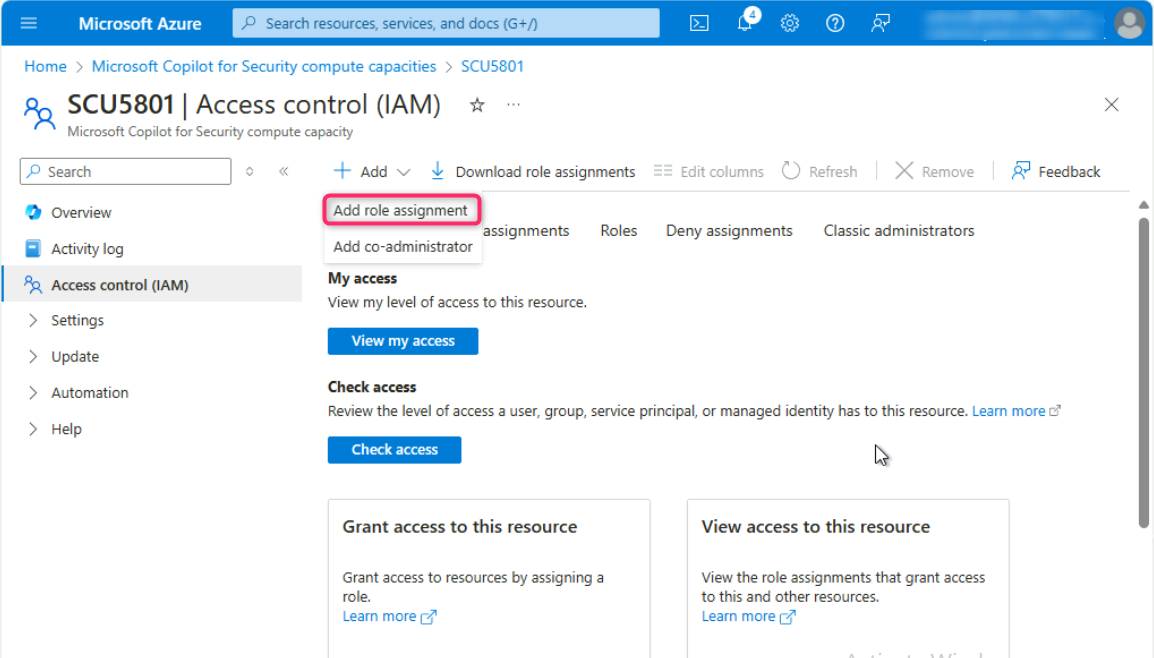 Microsoft Azure
Search resources, services, and docs (G+/)
4
Home > Microsoft Copilot for Security compute capacities > SCU5801
SCU5801 | Access control (IAM)
Microsoft Copilot for Security compute capacity
Search
Add
Download role assignments
Edit columns
Refresh
Remove
Feedback
Overview
Activity log
Access control (IAM)
Settings
Update
Automation
Help
Add role assignment
Add co-administrator
assignments
Roles
Deny assignments
Classic administrators
My access
View my level of access to this resource.
View my access
Check access
Review the level of access a user, group, service principal, or managed identity has to this resource. Learn more
Check access
Grant access to this resource
Grant access to resources by assigning a
role.
Learn more
View access to this resource
View the role assignments that grant access
to this and other resources.
Learn more